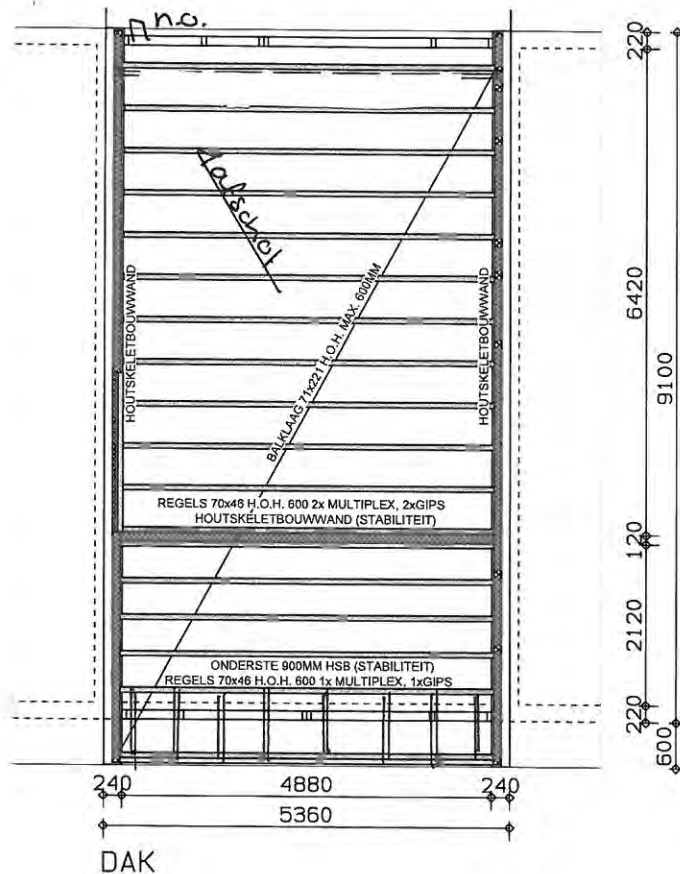 n.o.
afschot
HOUTSKELETBOUWWAND
HOUTSKELETBOUWWAND
BALKLAAG 71x221 H.O.H. MAX. 600MM
REGELS 70x46 H.O.H. 600 2x MULTIPLEX, 2xGIPS
HOUTSKELETBOUWWAND (STABILITEIT)
ONDERSTE 900MM HSB (STABILITEIT)
REGELS 70x46 H.O.H. 600 1x MULTIPLEX, 1xGIPS
220
6420
9100
120
2120
220
600
240
4880
240
5360
DAK